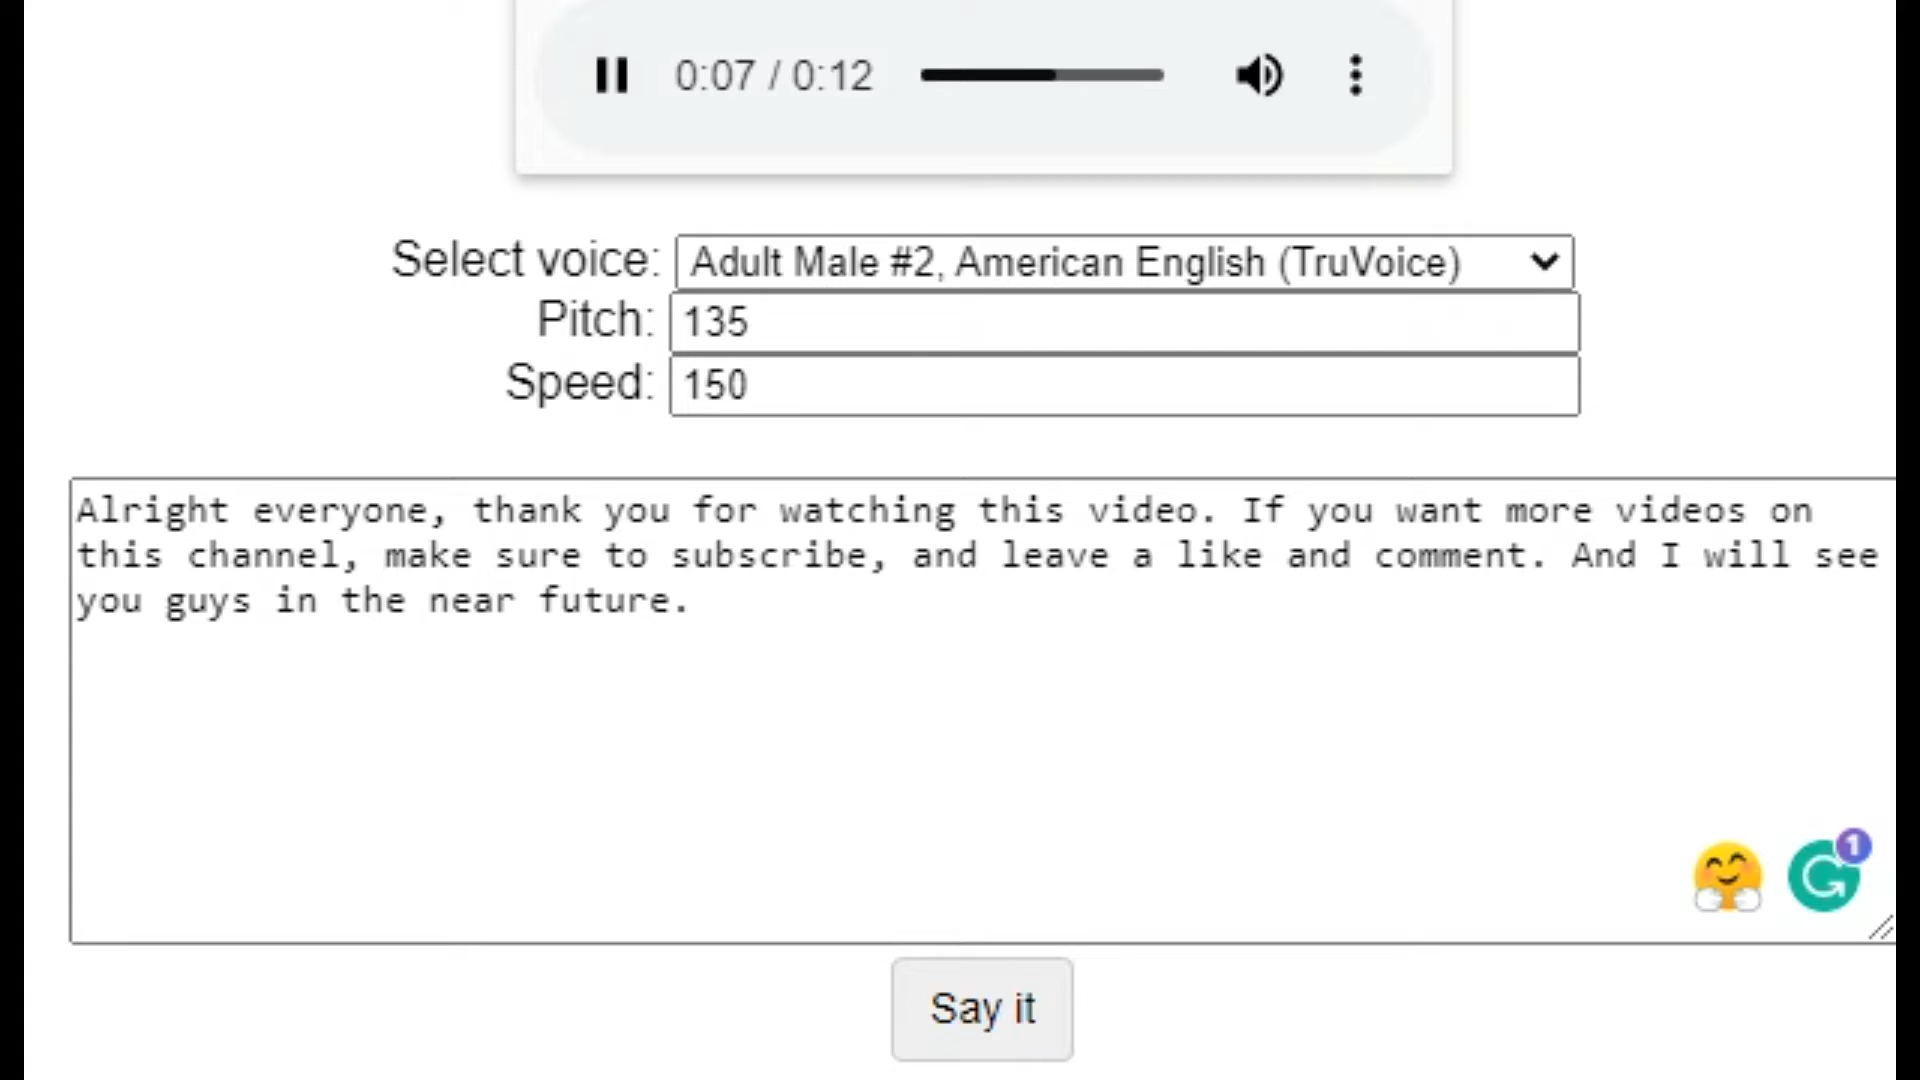 0:07 / 0:12
Select voice: Adult Male #2, American English (TruVoice)
Pitch: 135
Speed: 150
Alright everyone, thank you for watching this video. If you want more videos on
this channel, make sure to subscribe, and leave a like and comment. And I will see
you guys in the near future.
1
Say it